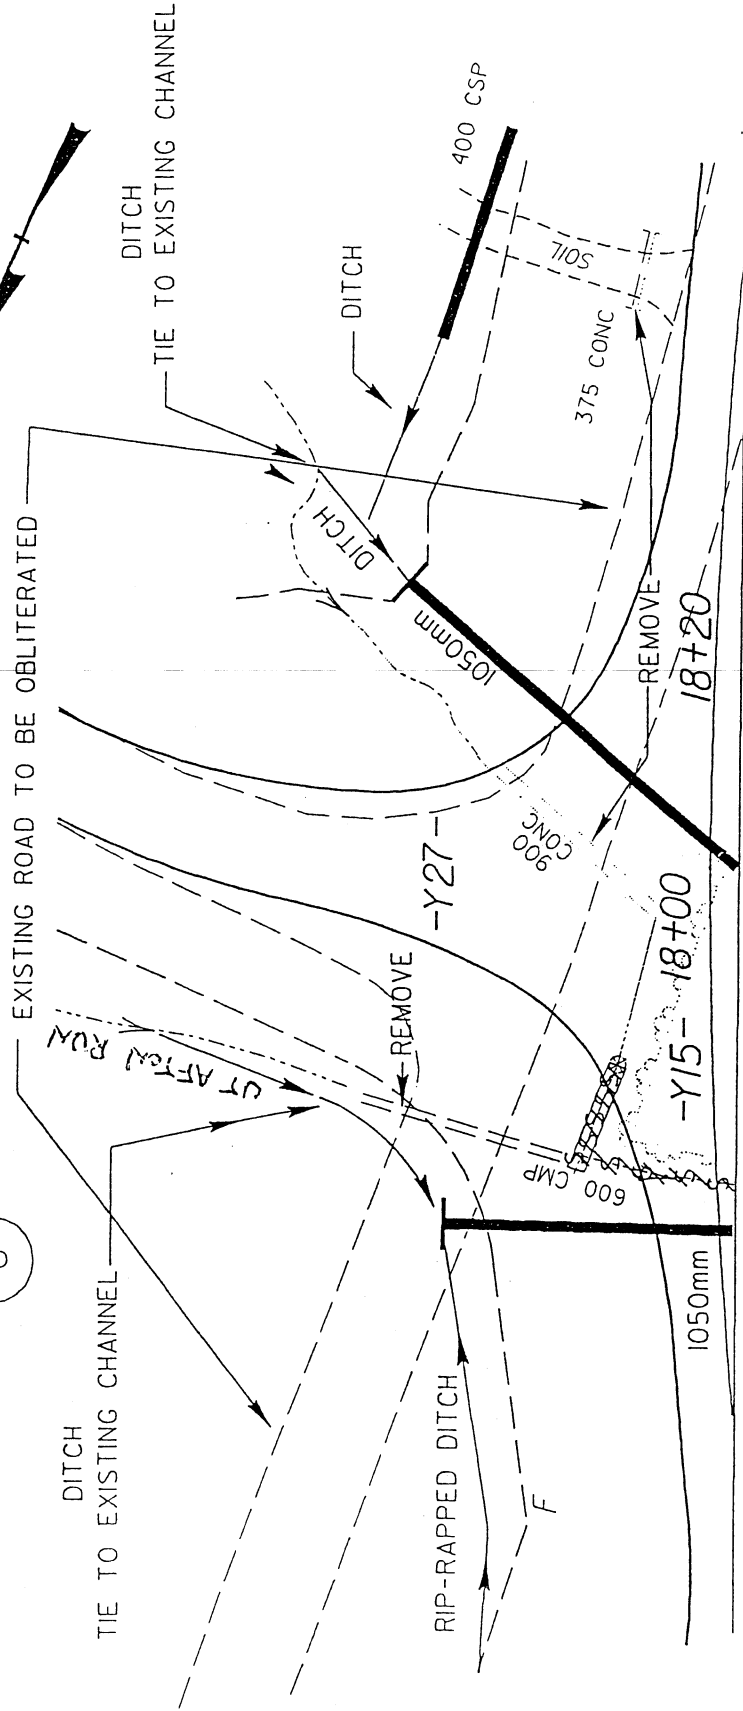 DITCH
TIE TO EXISTING CHANNEL
400 CSP
DITCH
SOIL
375 CONC
EXISTING ROAD TO BE OBLITERATED
DITCH
1050mm
REMOVE
18+20
900
CONC
-Y27-
REMOVE
-Y15- 18+00
UT AFTON RUN
600 CMP
1050mm
DITCH
TIE TO EXISTING CHANNEL
RIP-RAPPED DITCH
F